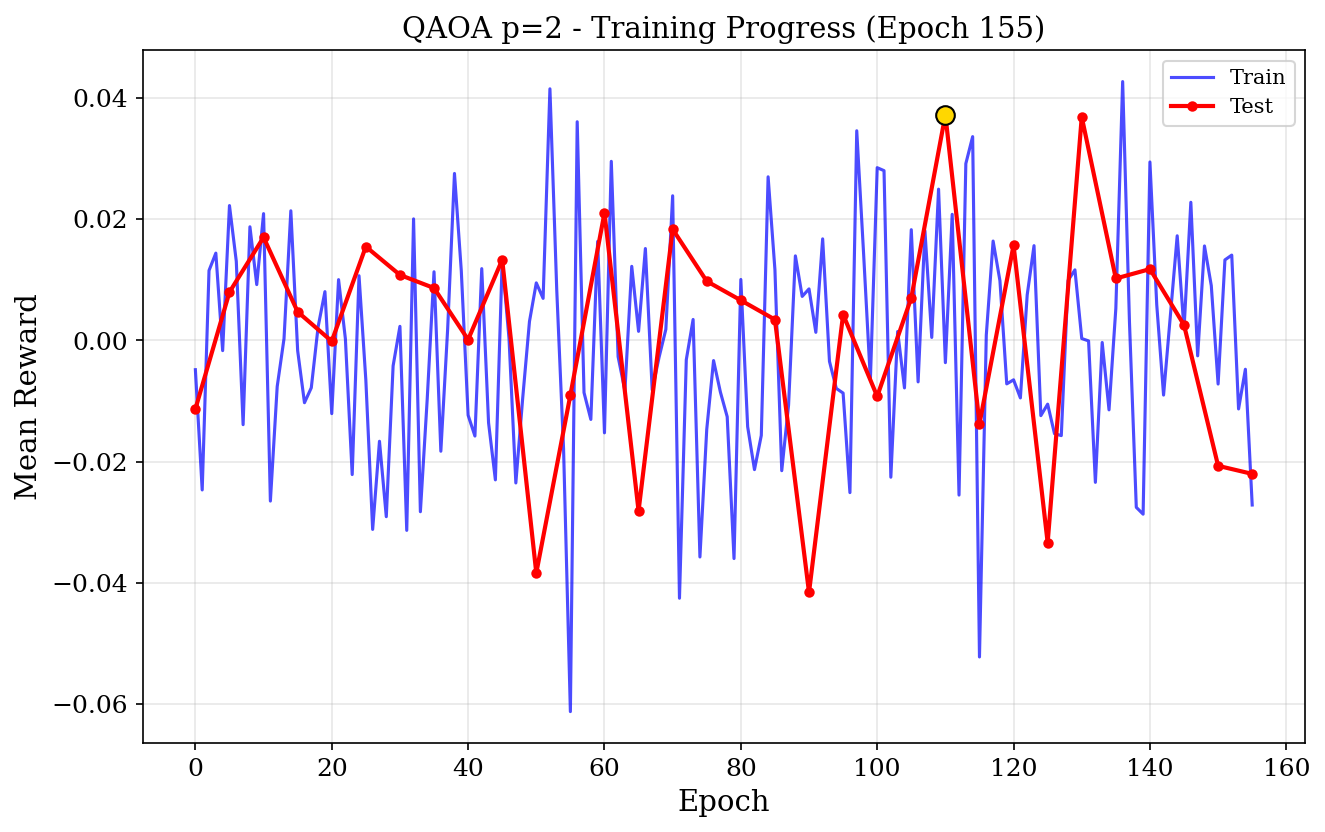 QAOA p=2 - Training Progress (Epoch 155)
Train
Test
Mean Reward
0.04
0.02
0.00
−0.02
−0.04
−0.06
0 20 40 60 80 100 120 140 160
Epoch